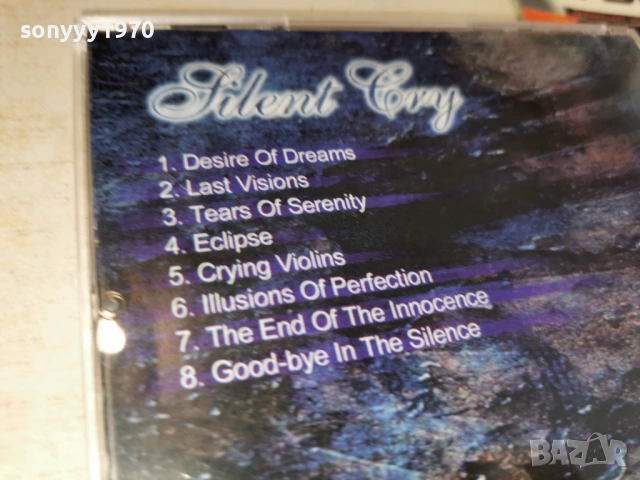 sonyyy1970
Silent Cry
1. Desire Of Dreams
2. Last Visions
3. Tears Of Serenity
4. Eclipse
5. Crying Violins
6. Illusions Of Perfection
7. The End Of The Innocence
8. Good-bye In The Silence
BAZAR